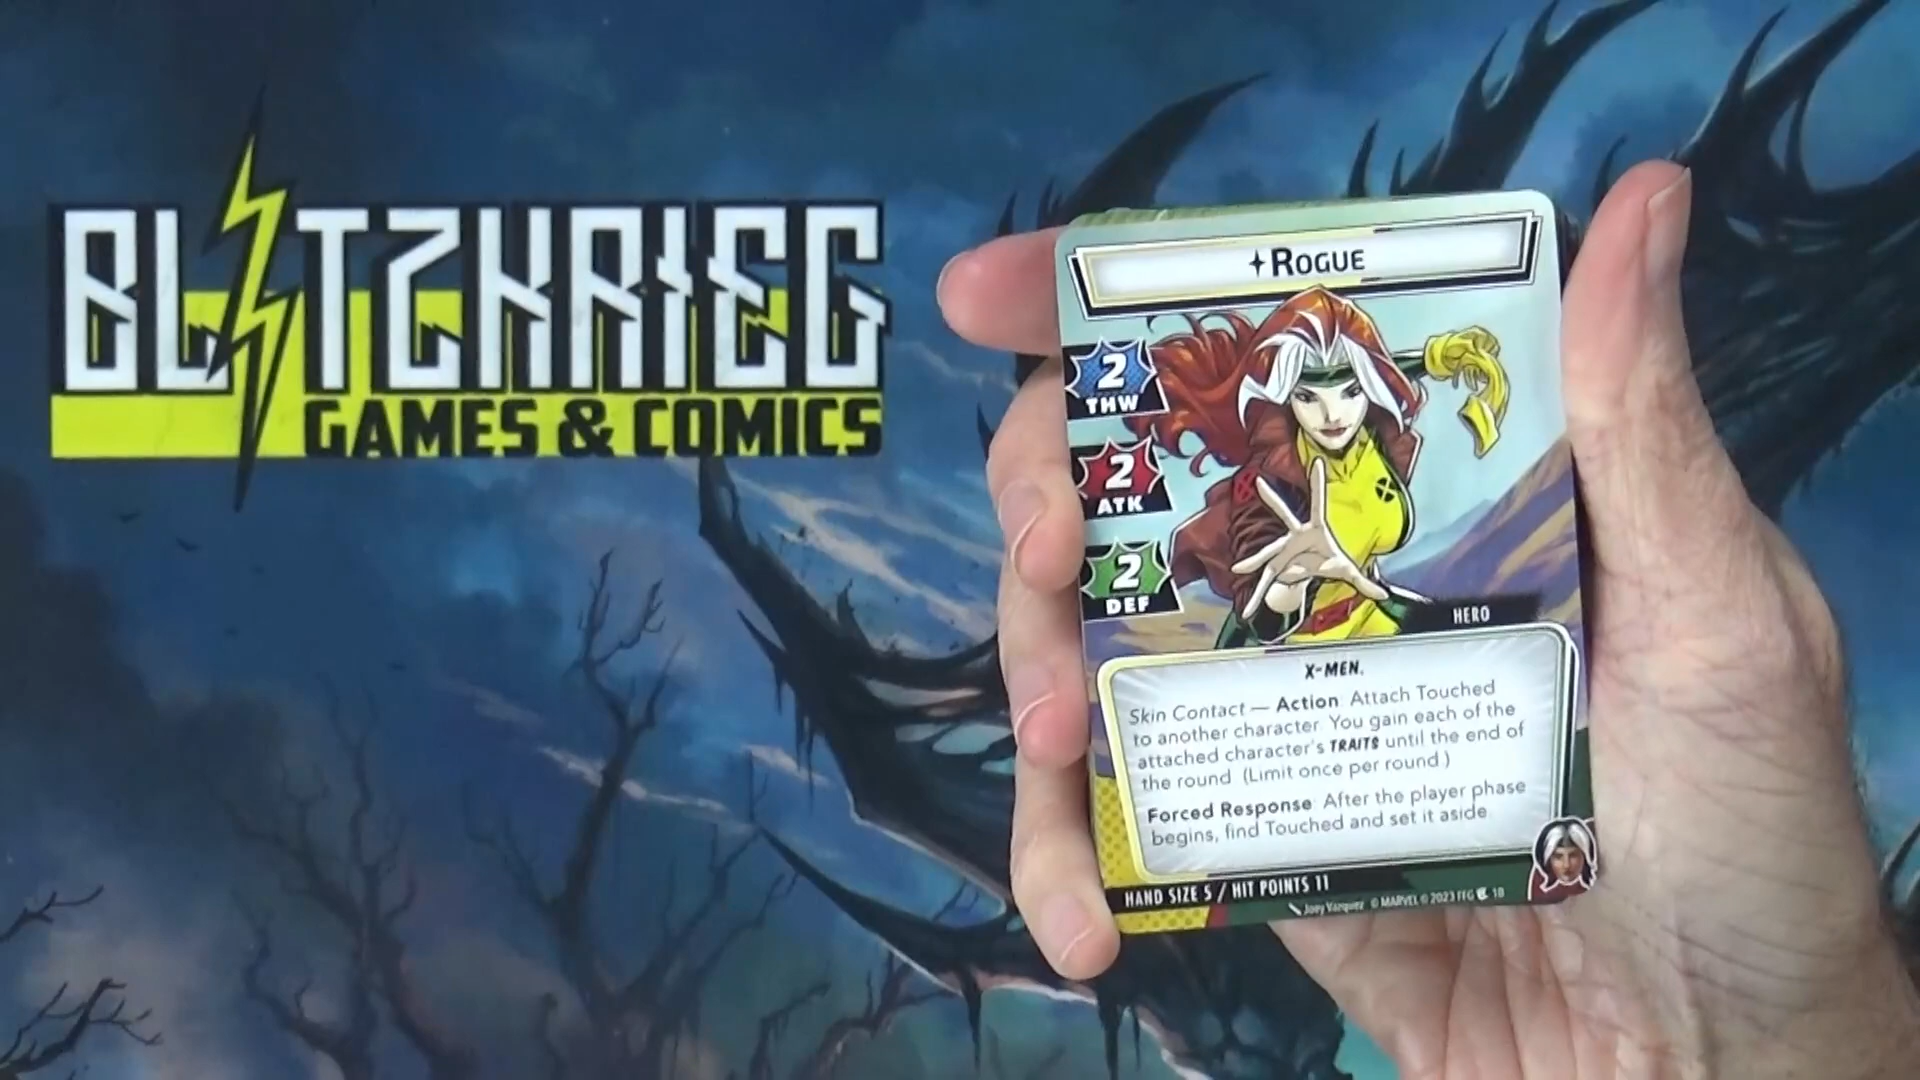 BLITZKRIEG
GAMES & COMICS
ROGUE
2
THW
2
ATK
2
DEF
HERO
X-MEN.
Skin Contact — Action: Attach Touched
to another character. You gain each of the
attached character's TRAITS until the end of
the round. (Limit once per round.)
Forced Response: After the player phase
begins, find Touched and set it aside.
HAND SIZE 5 / HIT POINTS 11
Joey Vazquez © MARVEL © 2023 FFG 1B